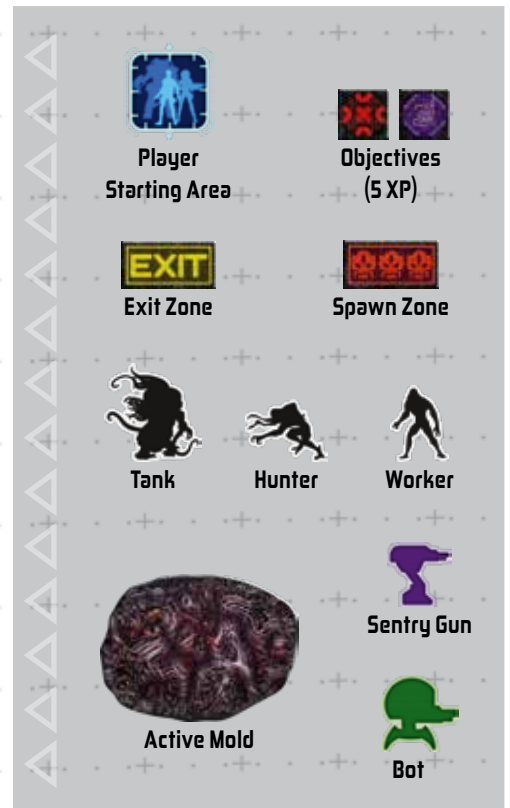 Player
Starting Area
Objectives
(5 XP)
EXIT
Exit Zone
Spawn Zone
Tank
Hunter
Worker
Sentry Gun
Active Mold
Bot